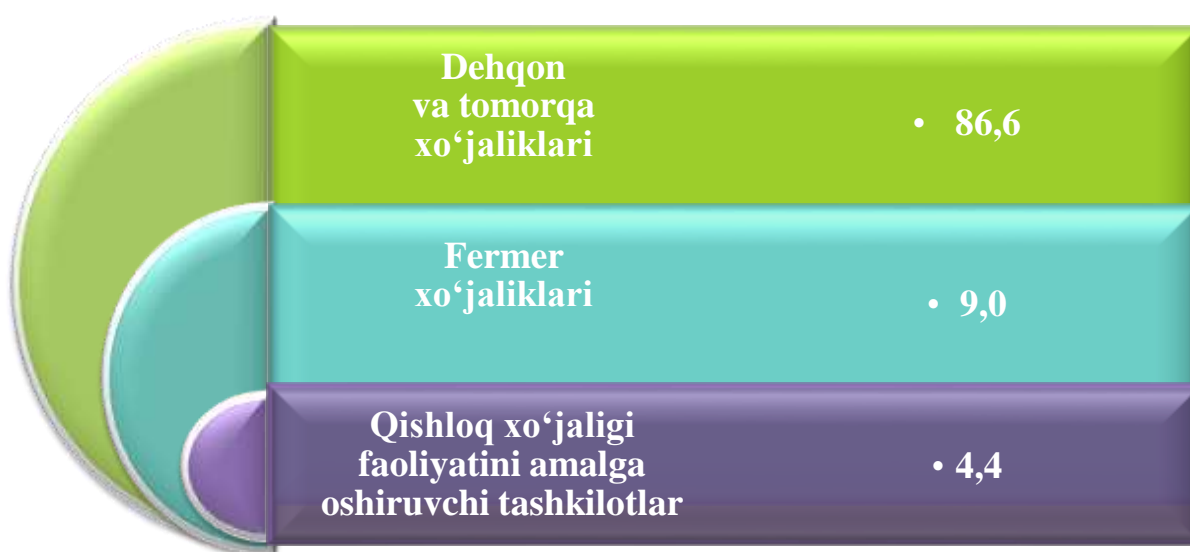 Dehqon
va tomorqa
xo‘jaliklari
• 86,6
Fermer
xo‘jaliklari
• 9,0
Qishloq xo‘jaligi
faoliyatini amalga
oshiruvchi tashkilotlar
• 4,4